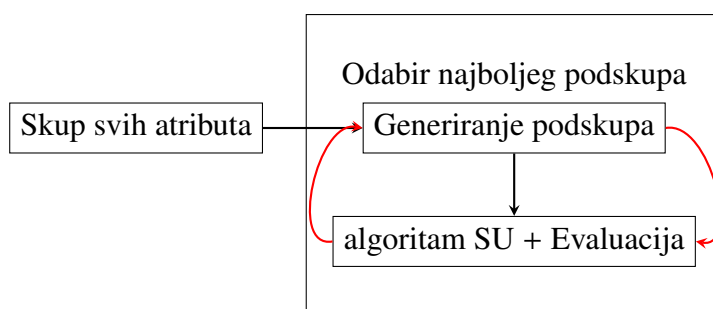 Odabir najboljeg podskupa
Skup svih atributa
Generiranje podskupa
algoritam SU + Evaluacija